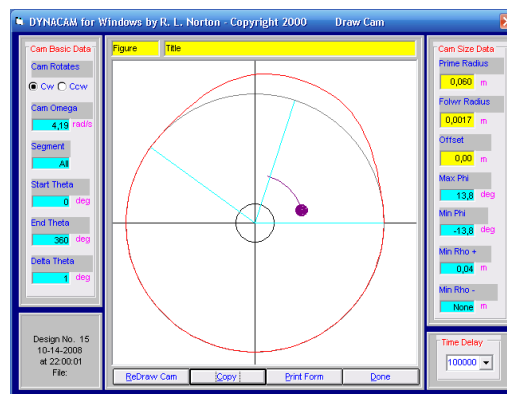 DYNACAM for Windows by R. L. Norton - Copyright 2000 Draw Cam
Cam Basic Data
Cam Rotates
Cw Ccw
Cam Omega
4,19 rad/s
Segment
All
Start Theta
0 deg
End Theta
360 deg
Delta Theta
1 deg
Design No. 15
10-14-2008
at 22:00:01
File:
Figure Title
ReDraw Cam Copy Print Form Done
Cam Size Data
Prime Radius
0,060 m
Folwr Radius
0,0017 m
Offset
0,00 m
Max Phi
13,8 deg
Min Phi
-13,8 deg
Min Rho +
0,04 m
Min Rho -
None m
Time Delay
100000